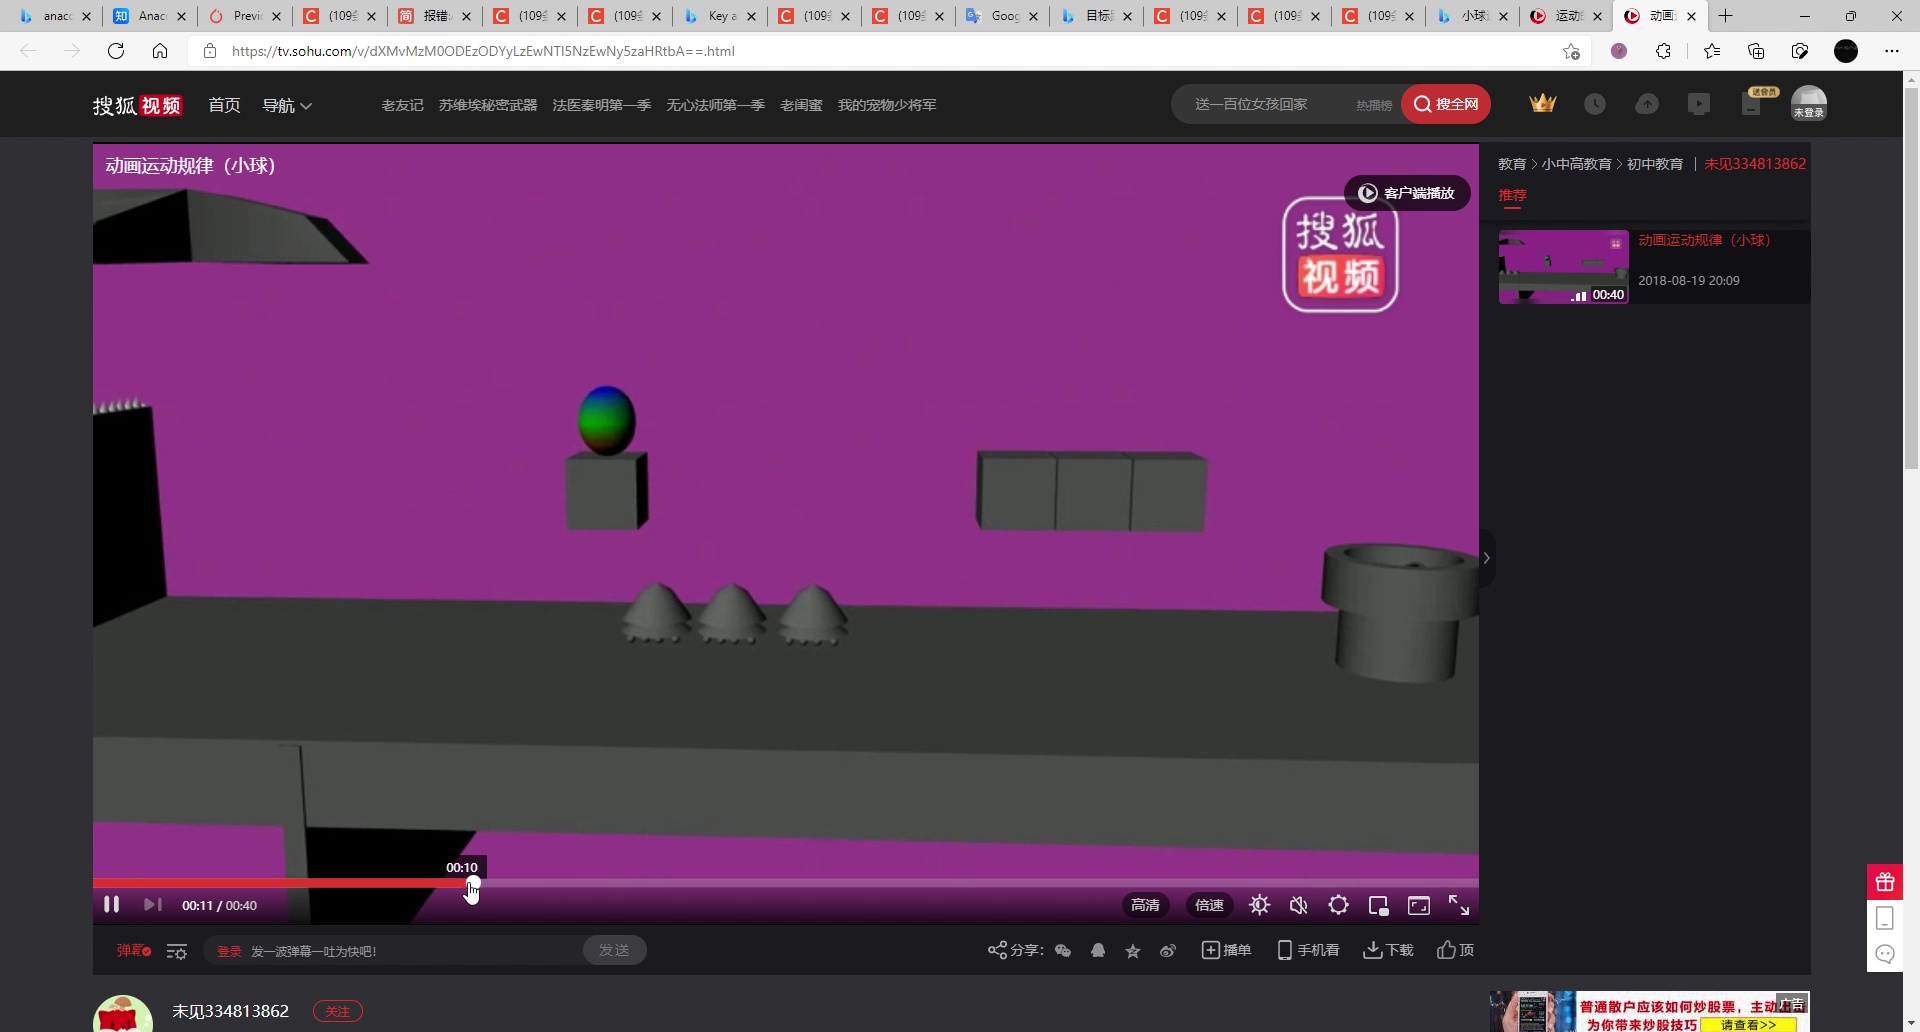 anac
Anac
Previ
(109
报错:
(109
(109
Key a
(109
(109
Goog
目标
(109
(109
(109
小球
运动
动画
https://tv.sohu.com/v/dXMvMzM0ODEzODYyLzEwNTI5NzEwNy5zaHRtbA==.html
搜狐视频 首页 导航 老友记 苏维埃秘密武器 法医秦明第一季 无心法师第一季 老闺蜜 我的宠物少将军 送一百位女孩回家 热播榜 搜全网 送会员 未登录
动画运动规律（小球）
客户端播放
搜狐
视频
教育 > 小中高教育 > 初中教育 | 未见334813862
推荐
动画运动规律（小球）
2018-08-19 20:09
00:40
00:10
00:11 / 00:40 高清 倍速
弹幕 登录 发一波弹幕一吐为快吧! 发送 分享: 播单 手机看 下载 顶
未见334813862 关注
普通散户应该如何炒股票，主动出
广告
为你带来炒股技巧 请查看>>